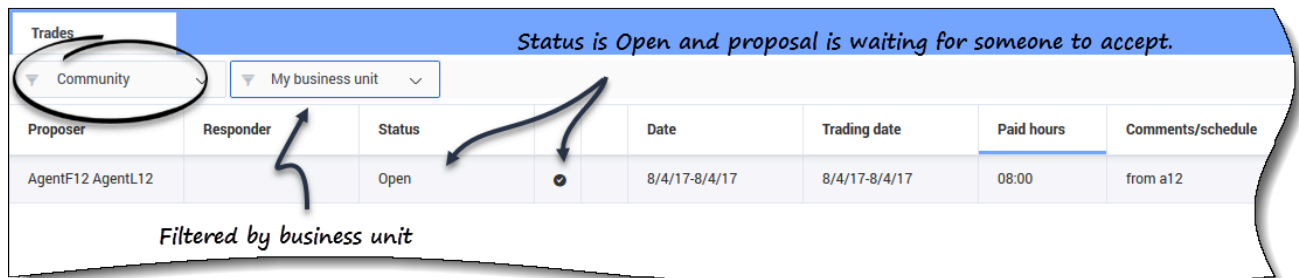 Trades
Status is Open and proposal is waiting for someone to accept.
Community My business unit
Proposer Responder Status Date Trading date Paid hours Comments/schedule
AgentF12 AgentL12 Open 8/4/17-8/4/17 8/4/17-8/4/17 08:00 from a12
Filtered by business unit